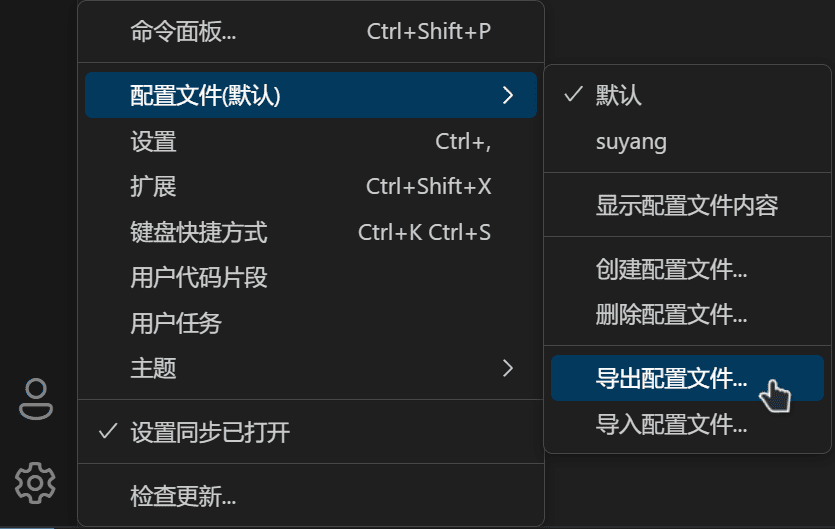 命令面板... Ctrl+Shift+P
配置文件(默认)
设置 Ctrl+,
扩展 Ctrl+Shift+X
键盘快捷方式 Ctrl+K Ctrl+S
用户代码片段
用户任务
主题
设置同步已打开
检查更新...
默认
suyang
显示配置文件内容
创建配置文件...
删除配置文件...
导出配置文件...
导入配置文件...